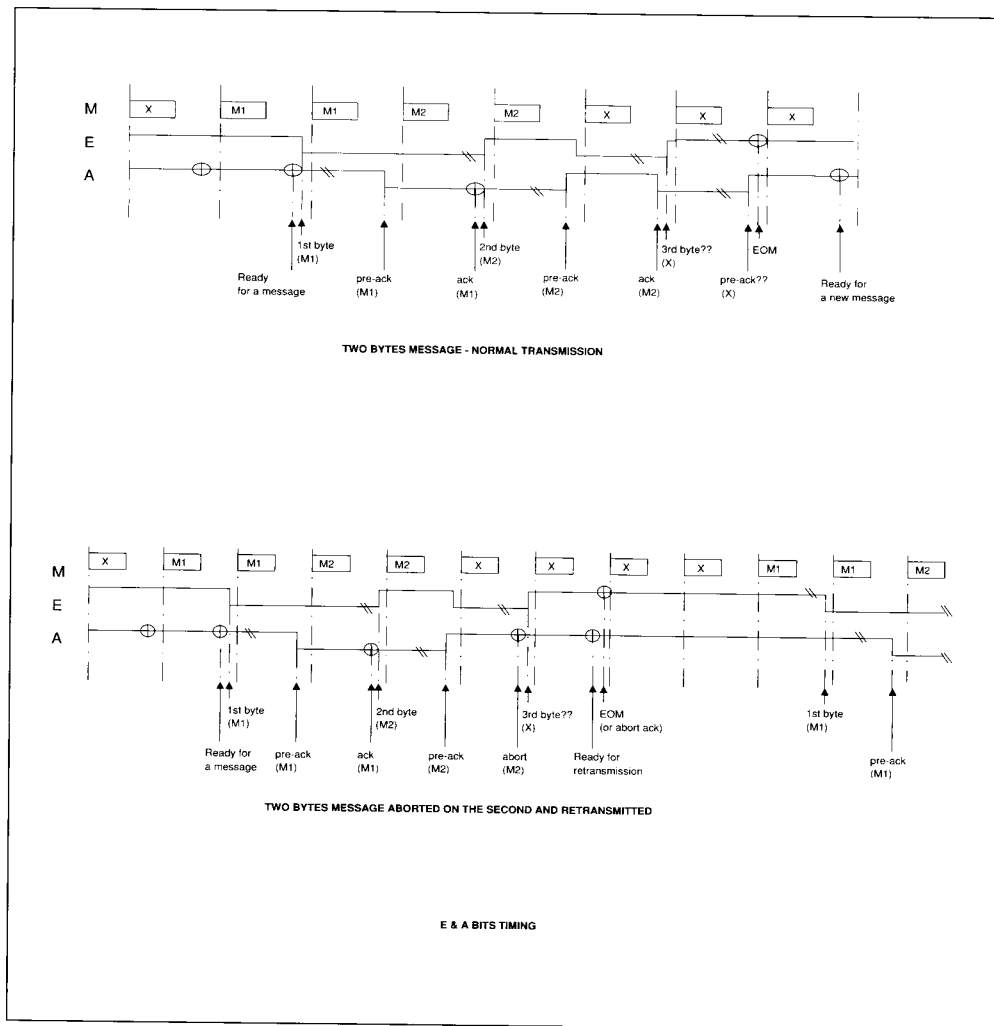 M X M1 M1 M2 M2 X X X
E
A
1st byte
(M1)
Ready
for a message
pre-ack
(M1)
ack
(M1)
2nd byte
(M2)
pre-ack
(M2)
ack
(M2)
3rd byte??
(X)
pre-ack??
(X)
EOM
Ready for
a new message
TWO BYTES MESSAGE - NORMAL TRANSMISSION
M X M1 M1 M2 M2 X X X X M1 M1 M2
E
A
1st byte
(M1)
Ready for
a message
pre-ack
(M1)
ack
(M1)
2nd byte
(M2)
pre-ack
(M2)
abort
(M2)
3rd byte??
(X)
Ready for
retransmission
EOM
(or abort ack)
1st byte
(M1)
pre-ack
(M1)
TWO BYTES MESSAGE ABORTED ON THE SECOND AND RETRANSMITTED
E & A BITS TIMING